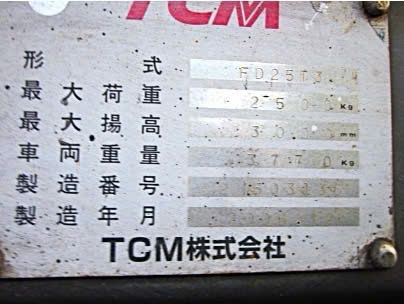 TCM
形式 FD25T3
最大荷重 2500 Kg
最大揚高 3000 mm
車両重量 3770 Kg
製造番号
製造年月
TCM株式会社